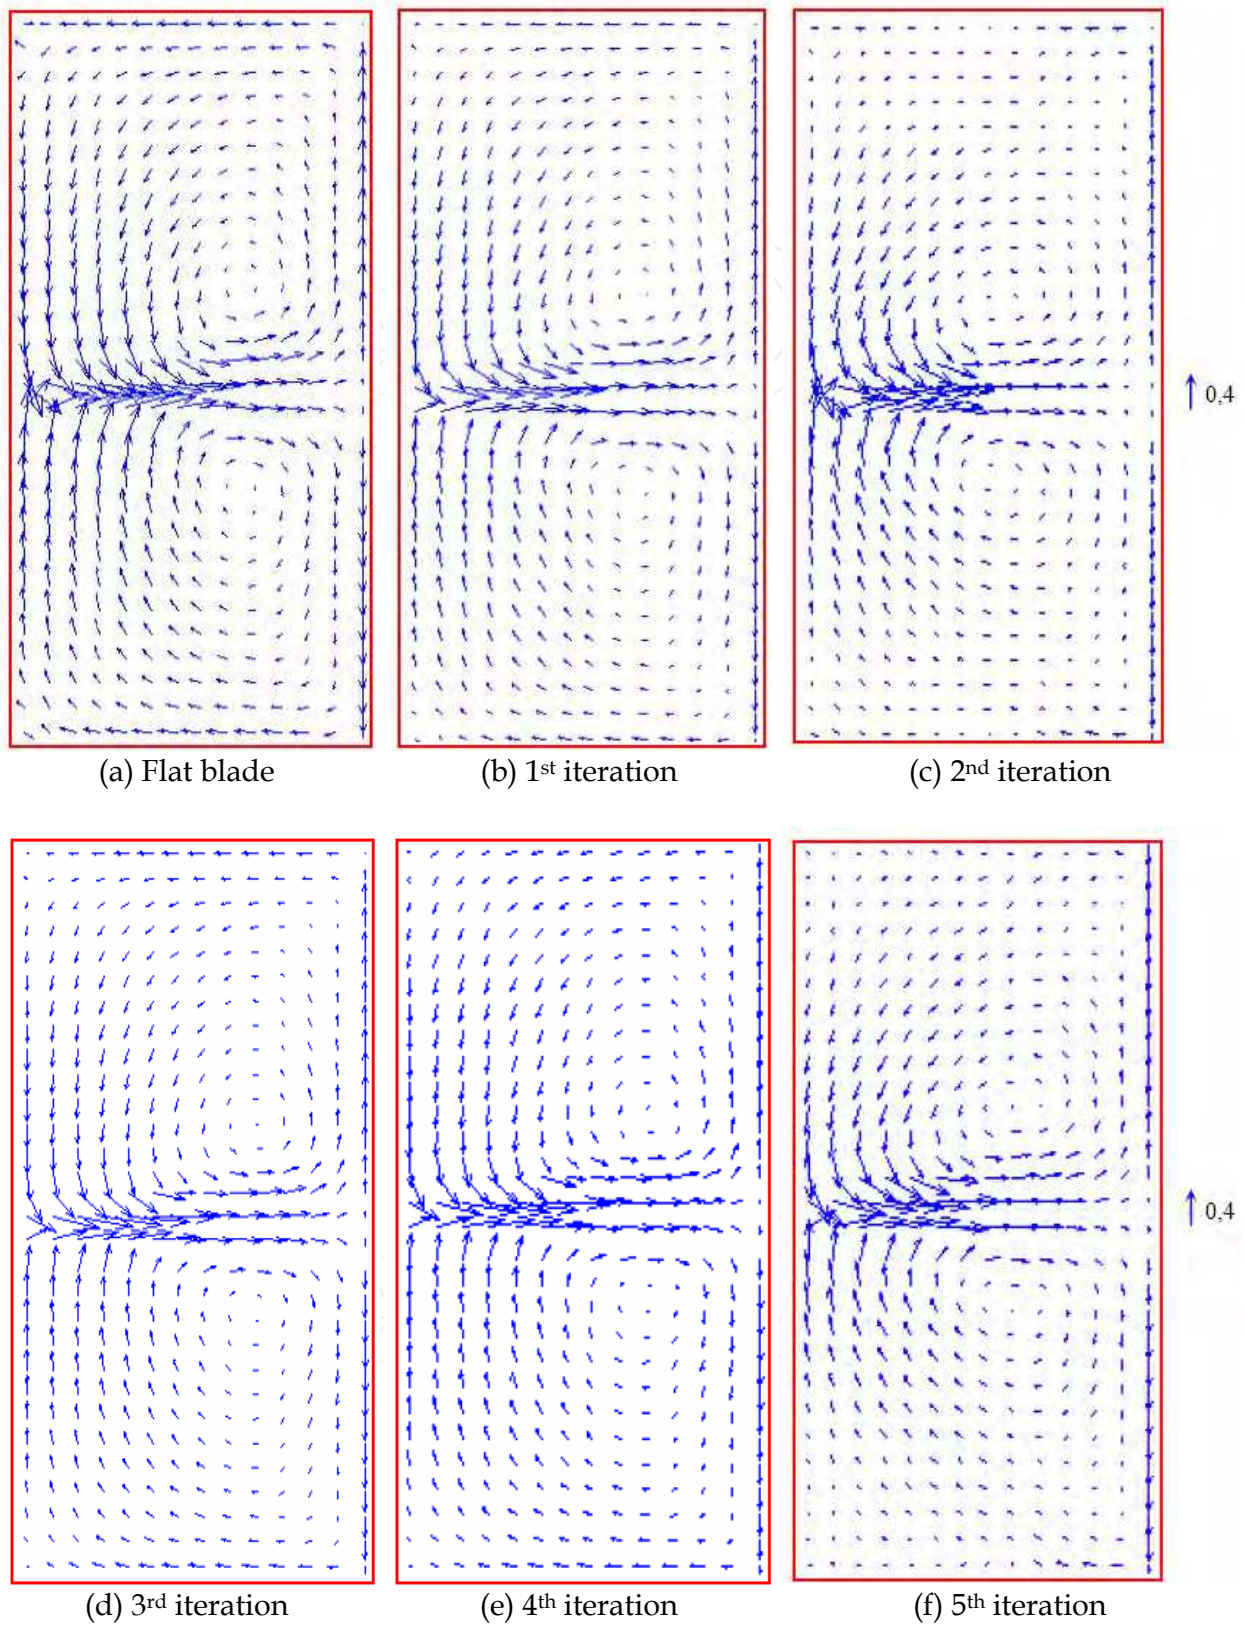 0,4
(a) Flat blade (b) 1st iteration (c) 2nd iteration
0,4
(d) 3rd iteration (e) 4th iteration (f) 5th iteration